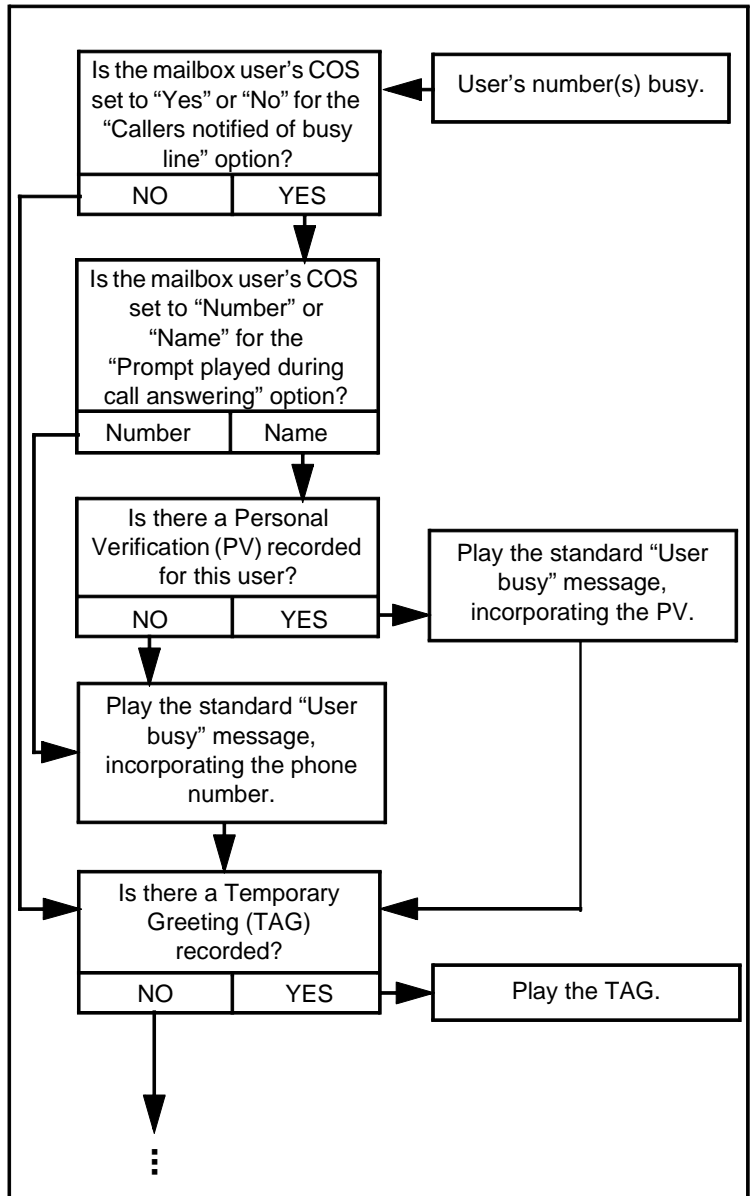 Is the mailbox user's COS
set to “Yes” or “No” for the
“Callers notified of busy
line” option?
NO
YES
User's number(s) busy.
Is the mailbox user's COS
set to “Number” or
“Name” for the
“Prompt played during
call answering” option?
Number
Name
Is there a Personal
Verification (PV) recorded
for this user?
NO
YES
Play the standard “User
busy” message,
incorporating the PV.
Play the standard “User
busy” message,
incorporating the phone
number.
Is there a Temporary
Greeting (TAG)
recorded?
NO
YES
Play the TAG.
...